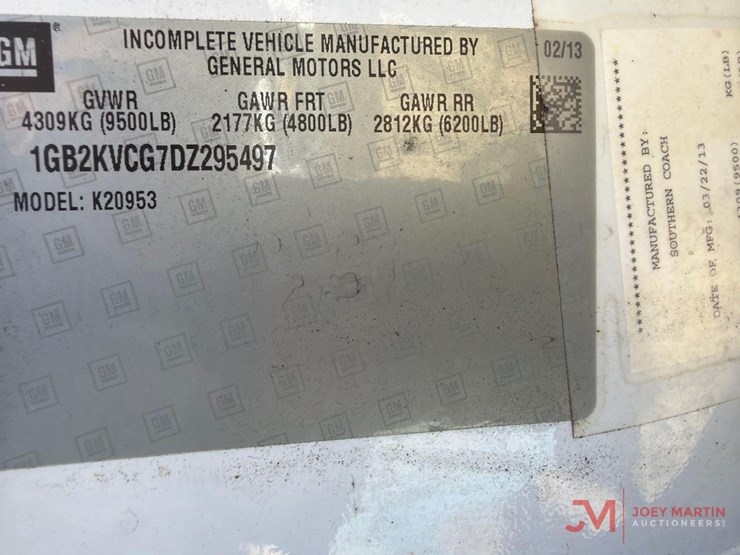 GM
INCOMPLETE VEHICLE MANUFACTURED BY
GENERAL MOTORS LLC
02/13
GVWR GAWR FRT GAWR RR
4309KG (9500LB) 2177KG (4800LB) 2812KG (6200LB)
1GB2KVCG7DZ295497
MODEL: K20953
************************************
MANUFACTURED BY:
SOUTHERN COACH
************************************
DATE OF MFG: 03/22/13
KG(LB)
(9500)
JM JOEY MARTIN
AUCTIONEERS LLC